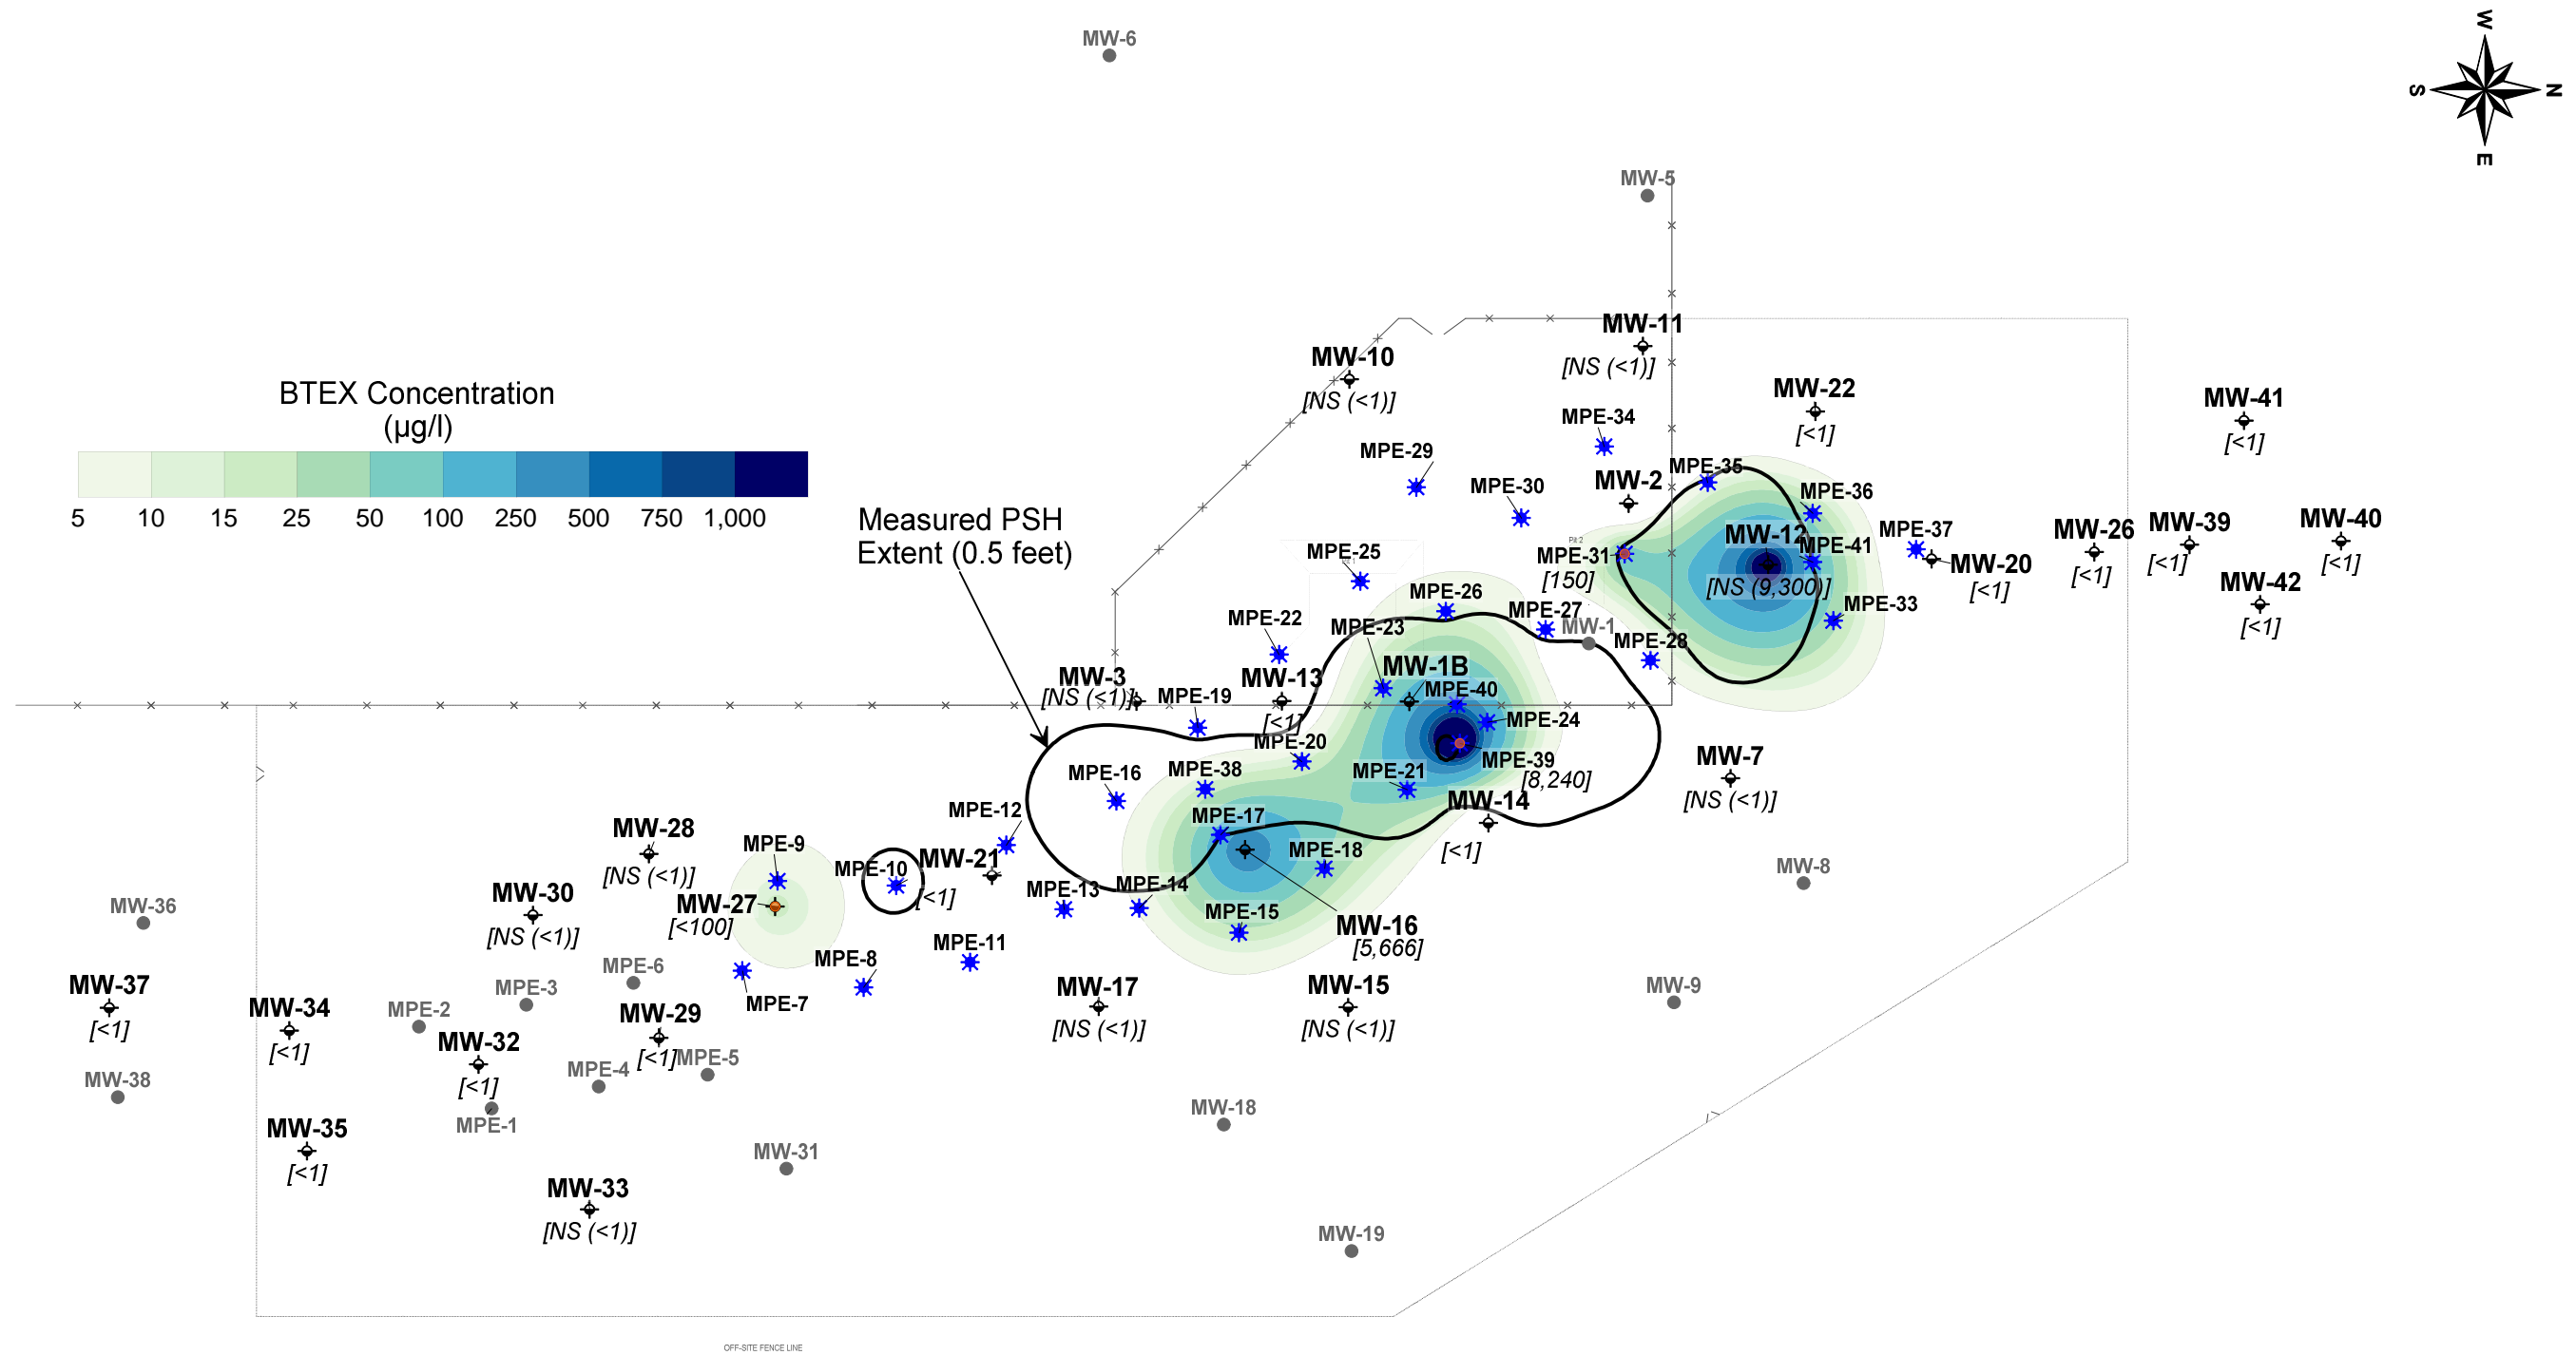 MW-6
W
S
N
E
MW-5
MW-11
[NS (<1)]
MW-10
[NS (<1)]
MW-22
[<1]
MW-41
[<1]
BTEX Concentration
(µg/l)
5 10 15 25 50 100 250 500 750 1,000
MPE-34
MPE-29
MPE-35
MW-2
MPE-30
MPE-36
Measured PSH
Extent (0.5 feet)
MW-12
[NS (9,300)]
MPE-37
MPE-41
MW-26
[<1]
MW-39
[<1]
MW-40
[<1]
Pit 2
MPE-25
MPE-31
[150]
MW-20
[<1]
MW-42
[<1]
MPE-26
MPE-27
MPE-33
MPE-22
MPE-23
MW-1
MPE-28
MW-3
[NS (<1)]
MW-13
[<1]
MW-1B
MPE-19
MPE-40
MPE-24
MPE-20
MPE-39
[8,240]
MW-7
[NS (<1)]
MPE-16
MPE-38
MPE-21
MW-14
[<1]
MPE-12
MPE-17
MW-28
[NS (<1)]
MPE-9
MPE-10
MW-21
[<1]
MPE-18
MW-8
MPE-13
MPE-14
MW-36
MW-30
[NS (<1)]
MW-27
[<100]
MPE-15
MW-16
[5,666]
MPE-11
MPE-8
MPE-6
MW-37
[<1]
MPE-3
MPE-7
MW-17
[NS (<1)]
MW-15
[NS (<1)]
MW-9
MW-34
[<1]
MPE-2
MW-29
[<1]
MW-32
[<1]
MPE-5
MPE-4
MW-38
MPE-1
MW-18
MW-35
[<1]
MW-31
MW-33
[NS (<1)]
MW-19
OFF-SITE FENCE LINE